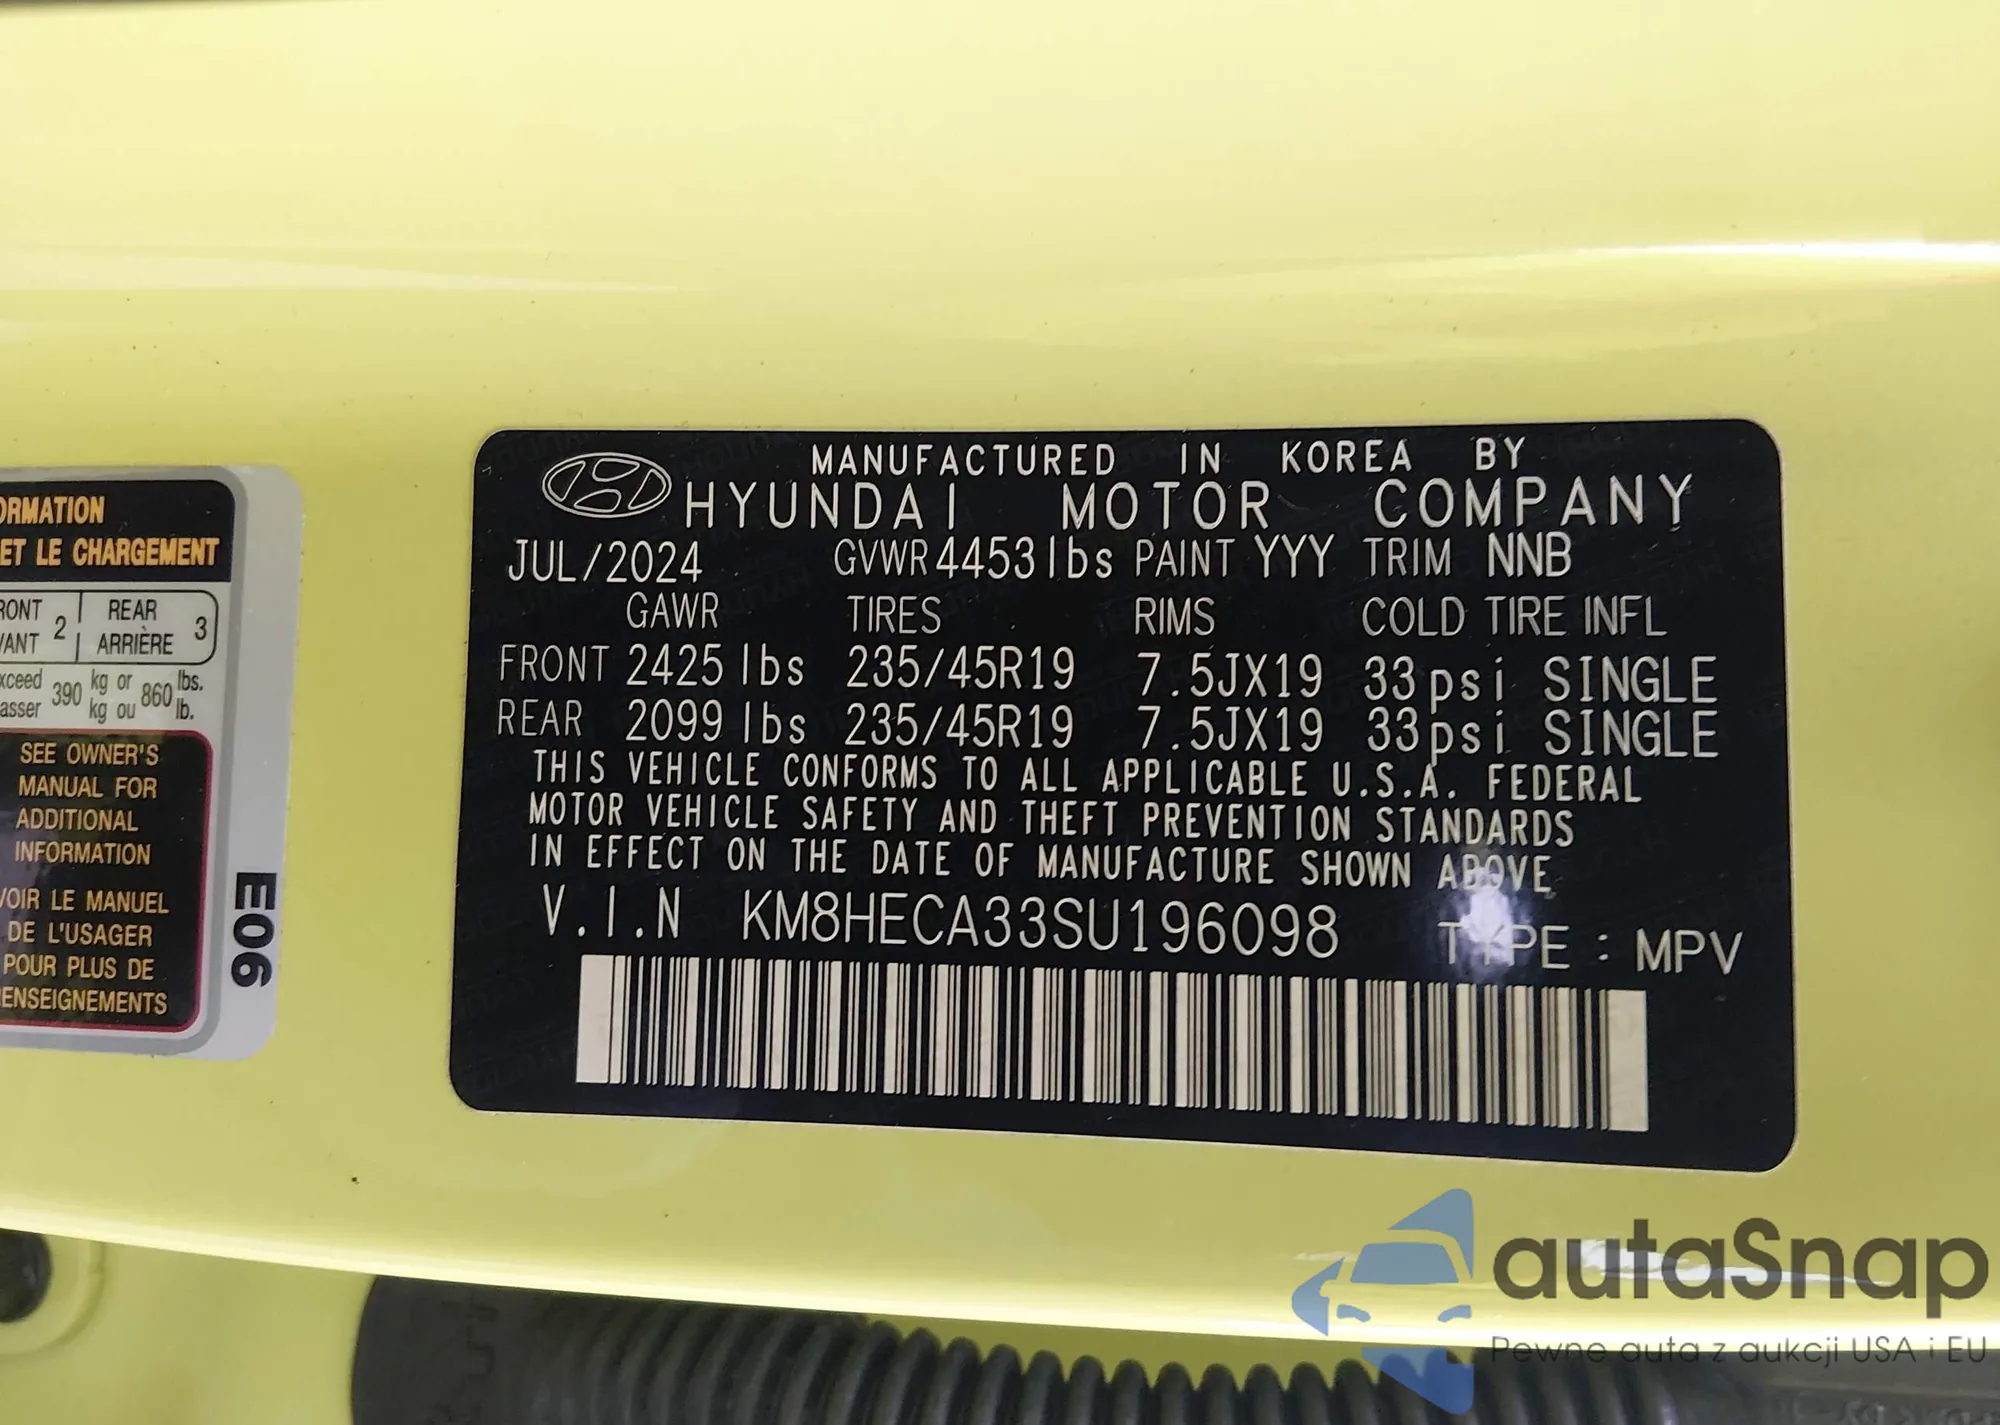 ORMATION
ET LE CHARGEMENT
RONT 2 REAR 3
VANT ARRIÈRE
xceed 390 kg or 860 lbs.
asser kg ou lb.
SEE OWNER'S
MANUAL FOR
ADDITIONAL
INFORMATION
VOIR LE MANUEL
DE L'USAGER
POUR PLUS DE
ENSEIGNEMENTS
E06
MANUFACTURED IN KOREA BY
HYUNDAI MOTOR COMPANY
JUL/2024 GVWR 4453 lbs PAINT YYY TRIM NNB
GAWR TIRES RIMS COLD TIRE INFL
FRONT 2425 lbs 235/45R19 7.5JX19 33psi SINGLE
REAR 2099 lbs 235/45R19 7.5JX19 33psi SINGLE
THIS VEHICLE CONFORMS TO ALL APPLICABLE U.S.A. FEDERAL
MOTOR VEHICLE SAFETY AND THEFT PREVENTION STANDARDS
IN EFFECT ON THE DATE OF MANUFACTURE SHOWN ABOVE
V.I.N KM8HECA33SU196098 TYPE : MPV
autaSnap
Pewne auta z aukcji USA i EU